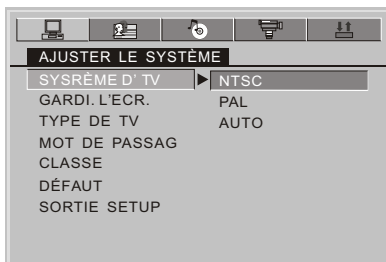 AJUSTER LE SYSTÈME
SYSRÈME D' TV NTSC
GARDI. L'ECR. PAL
TYPE DE TV AUTO
MOT DE PASSAG
CLASSE
DÉFAUT
SORTIE SETUP